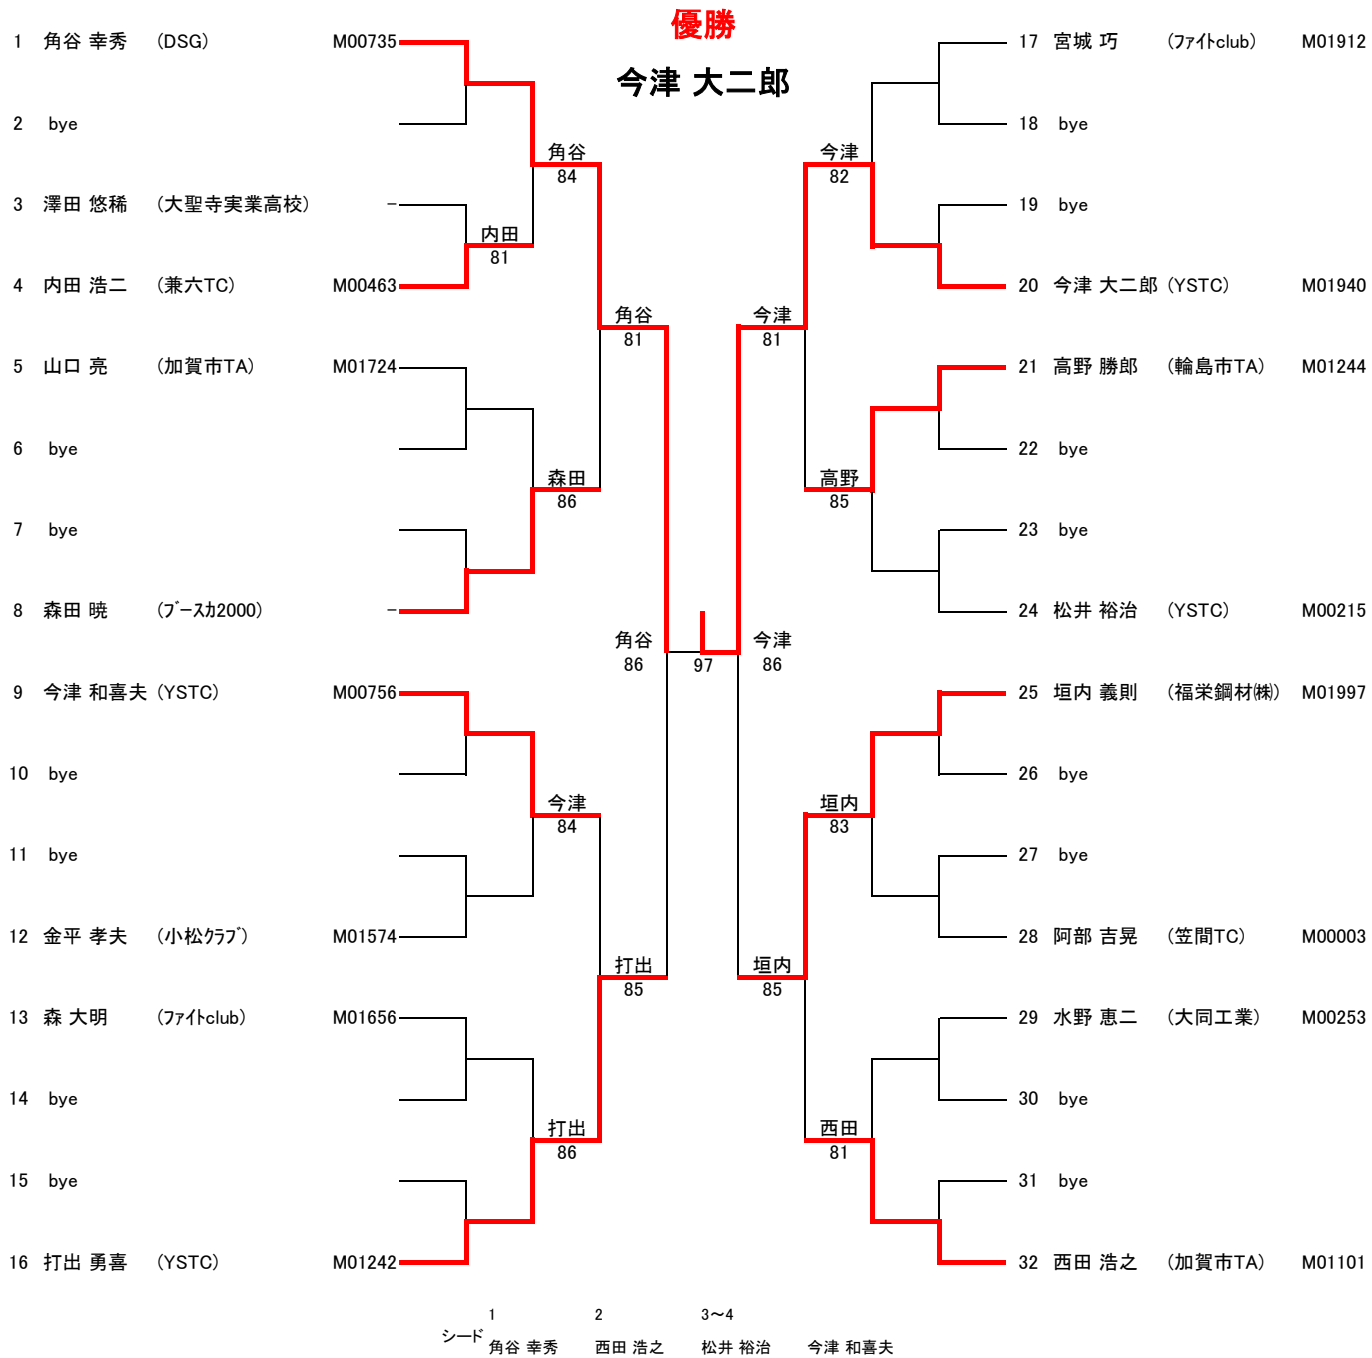 優勝
今津 大二郎
1 角谷 幸秀 (DSG) M00735
2 bye
角谷
84
3 澤田 悠稀 (大聖寺実業高校) -
内田
81
4 内田 浩二 (兼六TC) M00463
角谷
81
5 山口 亮 (加賀市TA) M01724
6 bye
森田
86
7 bye
8 森田 暁 (ﾌﾞｰｽｶ2000) -
角谷
86
97
9 今津 和喜夫 (YSTC) M00756
10 bye
今津
84
11 bye
12 金平 孝夫 (小松ｸﾗﾌﾞ) M01574
打出
85
13 森 大明 (ﾌｧｲﾄclub) M01656
14 bye
打出
86
15 bye
16 打出 勇喜 (YSTC) M01242
17 宮城 巧 (ﾌｧｲﾄclub) M01912
18 bye
今津
82
19 bye
20 今津 大二郎 (YSTC) M01940
今津
81
21 高野 勝郎 (輪島市TA) M01244
22 bye
高野
85
23 bye
24 松井 裕治 (YSTC) M00215
今津
86
25 垣内 義則 (福栄鋼材㈱) M01997
26 bye
垣内
83
27 bye
28 阿部 吉晃 (笠間TC) M00003
垣内
85
29 水野 恵二 (大同工業) M00253
30 bye
西田
81
31 bye
32 西田 浩之 (加賀市TA) M01101
1 2 3～4
シード 角谷 幸秀 西田 浩之 松井 裕治 今津 和喜夫